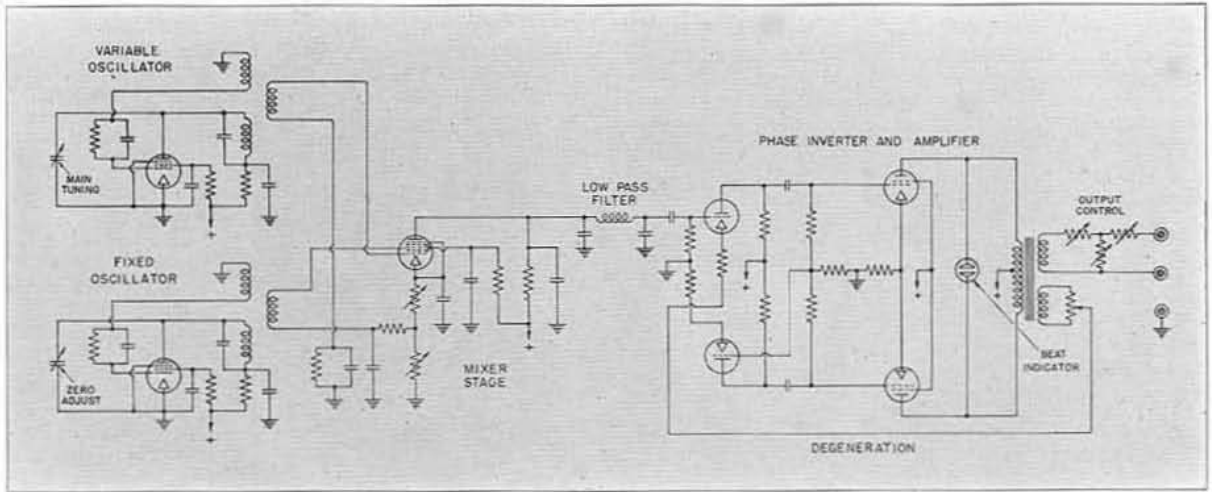 VARIABLE
OSCILLATOR
MAIN
TUNING
+
FIXED
OSCILLATOR
ZERO
ADJUST
+
MIXER
STAGE
+
LOW PASS
FILTER
PHASE INVERTER AND AMPLIFIER
+
+
+
OUTPUT
CONTROL
BEAT
INDICATOR
DEGENERATION